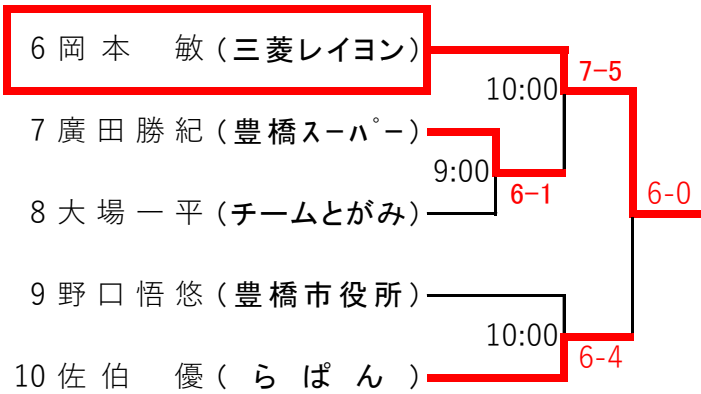 6 岡本 敏 (三菱レイヨン)
7-5
10:00
7 廣田勝紀 (豊橋スーパー)
9:00
6-1
6-0
8 大場一平 (チームとがみ)
9 野口悟悠 (豊橋市役所)
10:00
6-4
10 佐伯 優 (らぱん)